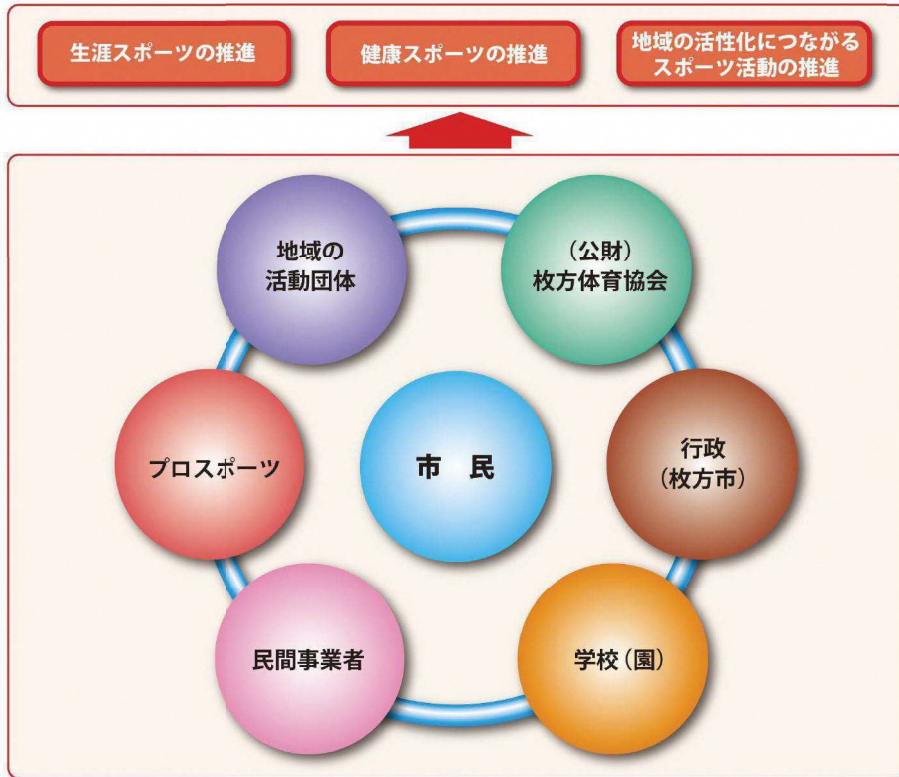 生涯スポーツの推進
健康スポーツの推進
地域の活性化につながる
スポーツ活動の推進
地域の
活動団体
（公財）
枚方体育協会
プロスポーツ
市　民
行政
（枚方市）
民間事業者
学校（園）